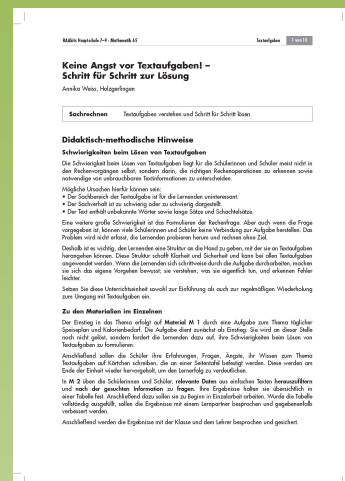 RAAbits Hauptschule 7–9 · Mathematik 65
Textaufgaben
1 von 18
Keine Angst vor Textaufgaben! –
Schritt für Schritt zur Lösung
Annika Weiss, Holzgerlingen
Sachrechnen Textaufgaben verstehen und Schritt für Schritt lösen
Didaktisch-methodische Hinweise
Schwierigkeiten beim Lösen von Textaufgaben
Die Schwierigkeit beim Lösen von Textaufgaben liegt für die Schülerinnen und Schüler meist nicht in
den Rechenvorgängen selbst, sondern darin, die richtigen Rechenoperationen zu erkennen sowie
notwendige von unbrauchbaren Textinformationen zu unterscheiden.
Mögliche Ursachen hierfür können sein:
• Der Sachbereich der Textaufgabe ist für die Lernenden uninteressant.
• Der Sachverhalt ist zu schwierig oder zu schwierig dargestellt.
• Der Text enthält unbekannte Wörter sowie lange Sätze und Schachtelsätze.
Eine weitere große Schwierigkeit ist das Formulieren der Rechenfrage. Aber auch wenn die Frage
vorgegeben ist, können viele Schülerinnen und Schüler keine Verbindung zur Aufgabe herstellen. Das
Problem wird nicht erfasst, die Lernenden probieren herum und rechnen ohne Ziel.
Deshalb ist es wichtig, den Lernenden eine Struktur an die Hand zu geben, mit der sie an Textaufgaben
herangehen können. Diese Struktur schafft Klarheit und Sicherheit und kann bei allen Textaufgaben
angewendet werden. Wenn die Lernenden sich schrittweise durch die Aufgabe durcharbeiten, machen
sie sich das eigene Vorgehen bewusst; sie verstehen, was sie eigentlich tun, und erkennen Fehler
leichter.
Setzen Sie diese Unterrichtseinheit sowohl zur Einführung als auch zur regelmäßigen Wiederholung
zum Umgang mit Textaufgaben ein.
Zu den Materialien im Einzelnen
Der Einstieg in das Thema erfolgt auf Material M 1 durch eine Aufgabe zum Thema täglicher
Speiseplan und Kalorienbedarf. Die Aufgabe dient zunächst als Einstieg: Sie wird an dieser Stelle
noch nicht gelöst, sondern fordert die Lernenden dazu auf, ihre Schwierigkeiten beim Lösen von
Textaufgaben zu formulieren.
Anschließend sollen die Schüler ihre Erfahrungen, Fragen, Ängste, ihr Wissen zum Thema
Textaufgaben auf Kärtchen schreiben, die an einer Seitentafel befestigt werden. Diese werden am
Ende der Einheit wieder hervorgeholt, um den Lernerfolg zu verdeutlichen.
In M 2 üben die Schülerinnen und Schüler, relevante Daten aus einfachen Texten herauszufiltern
und nach der gesuchten Information zu fragen. Ihre Ergebnisse halten sie übersichtlich in
einer Tabelle fest. Anschließend dazu sollen sie zu Beginn in Einzelarbeit arbeiten. Wurde die Tabelle
vollständig ausgefüllt, sollen die Ergebnisse mit einem Lernpartner besprochen und gegebenenfalls
verbessert werden.
Anschließend werden die Ergebnisse mit der Klasse und dem Lehrer besprochen und gesichert.